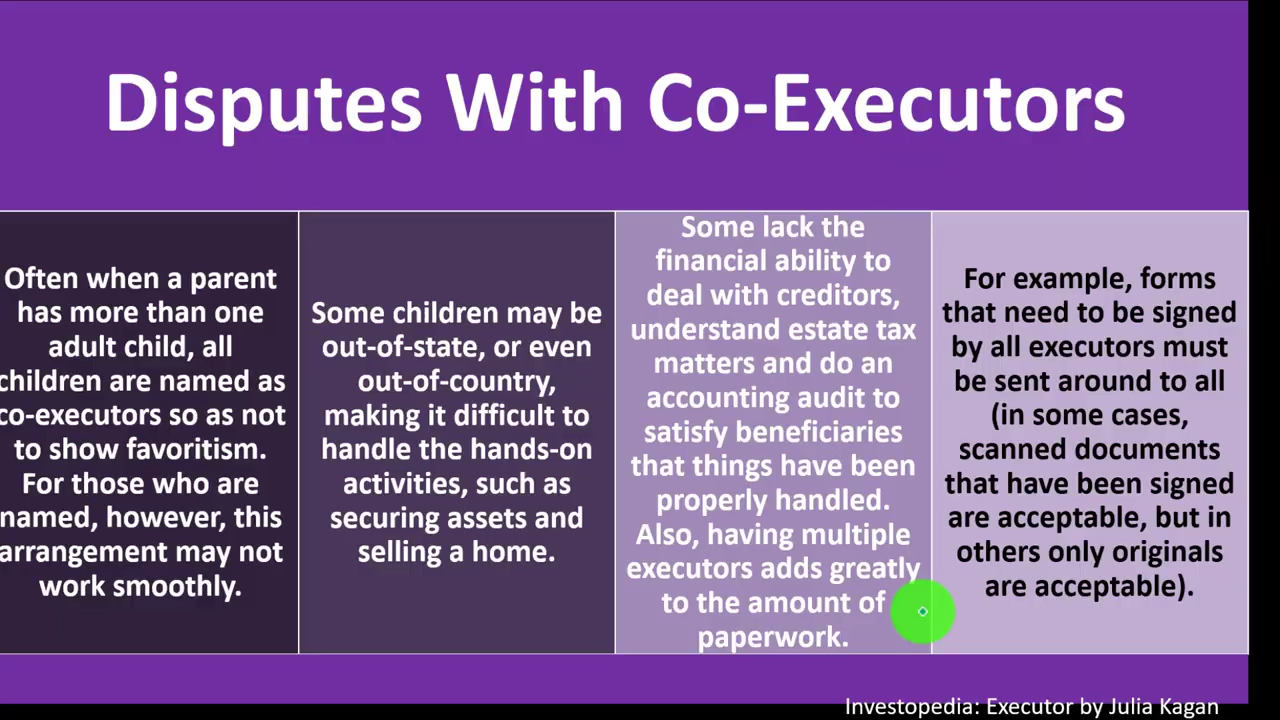 Disputes With Co-Executors
Often when a parent
has more than one
adult child, all
children are named as
co-executors so as not
to show favoritism.
For those who are
named, however, this
arrangement may not
work smoothly.
Some children may be
out-of-state, or even
out-of-country,
making it difficult to
handle the hands-on
activities, such as
securing assets and
selling a home.
Some lack the
financial ability to
deal with creditors,
understand estate tax
matters and do an
accounting audit to
satisfy beneficiaries
that things have been
properly handled.
Also, having multiple
executors adds greatly
to the amount of
paperwork.
For example, forms
that need to be signed
by all executors must
be sent around to all
(in some cases,
scanned documents
that have been signed
are acceptable, but in
others only originals
are acceptable).
Investopedia: Executor by Julia Kagan